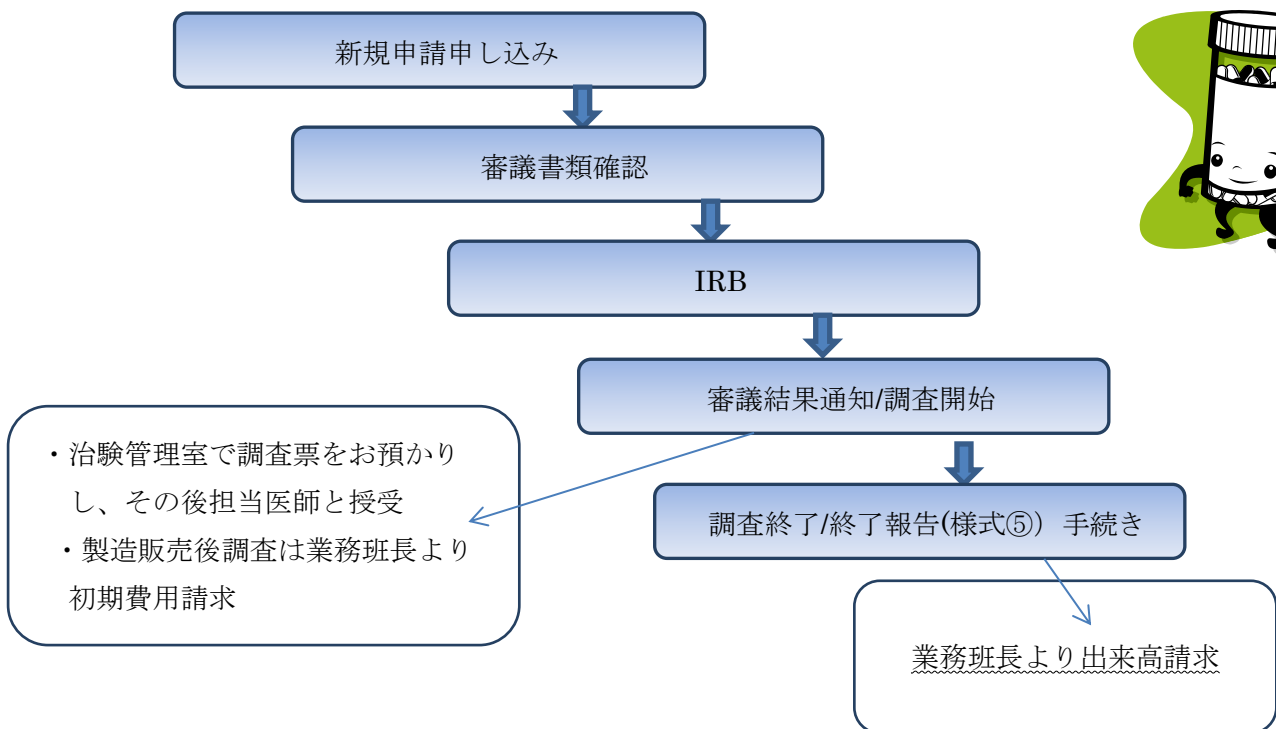 新規申請申し込み
審議書類確認
IRB
審議結果通知/調査開始
・治験管理室で調査票をお預かり
し、その後担当医師と授受
・製造販売後調査は業務班長より
初期費用請求
調査終了/終了報告(様式⑤) 手続き
業務班長より出来高請求